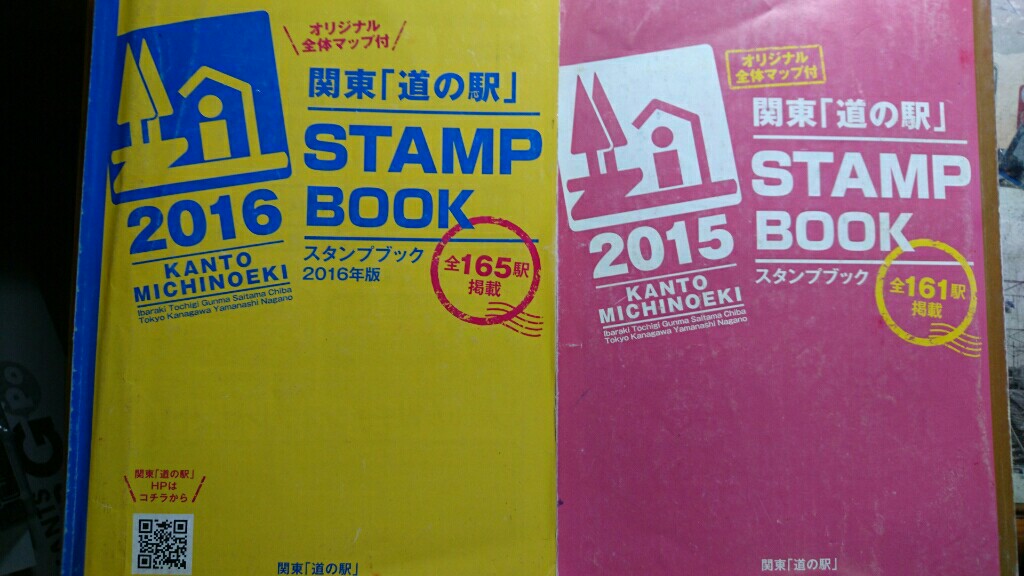 オリジナル
全体マップ付
関東「道の駅」
STAMP
BOOK
スタンプブック
2016年版
全165駅
掲載
2016
KANTO
MICHINOEKI
Ibaraki Tochigi Gunma Saitama Chiba
Tokyo Kanagawa Yamanashi Nagano
関東「道の駅」
HPは
コチラから
関東「道の駅」
オリジナル
全体マップ付
関東「道の駅」
STAMP
BOOK
スタンプブック
全161駅
掲載
2015
KANTO
MICHINOEKI
Ibaraki Tochigi Gunma Saitama Chiba
Tokyo Kanagawa Yamanashi Nagano
関東「道の駅」